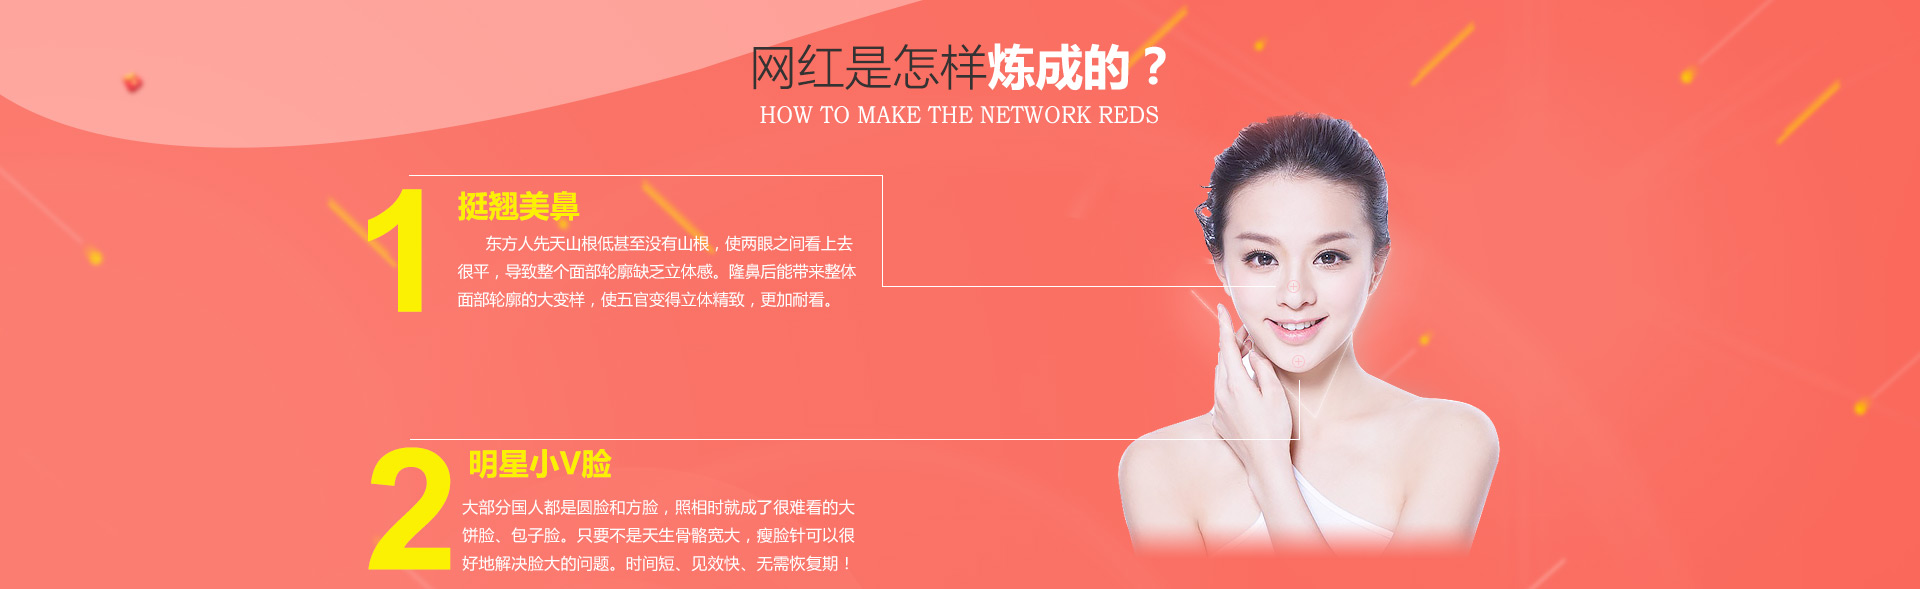 网红是怎样炼成的？
HOW TO MAKE THE NETWORK REDS
1
挺翘美鼻
东方人先天山根低甚至没有山根，使两眼之间看上去
很平，导致整个面部轮廓缺乏立体感。隆鼻后能带来整体
面部轮廓的大变样，使五官变得立体精致，更加耐看。
2
明星小V脸
大部分国人都是圆脸和方脸，照相时就成了很难看的大
饼脸、包子脸。只要不是天生骨骼宽大，瘦脸针可以很
好地解决脸大的问题。时间短、见效快、无需恢复期！